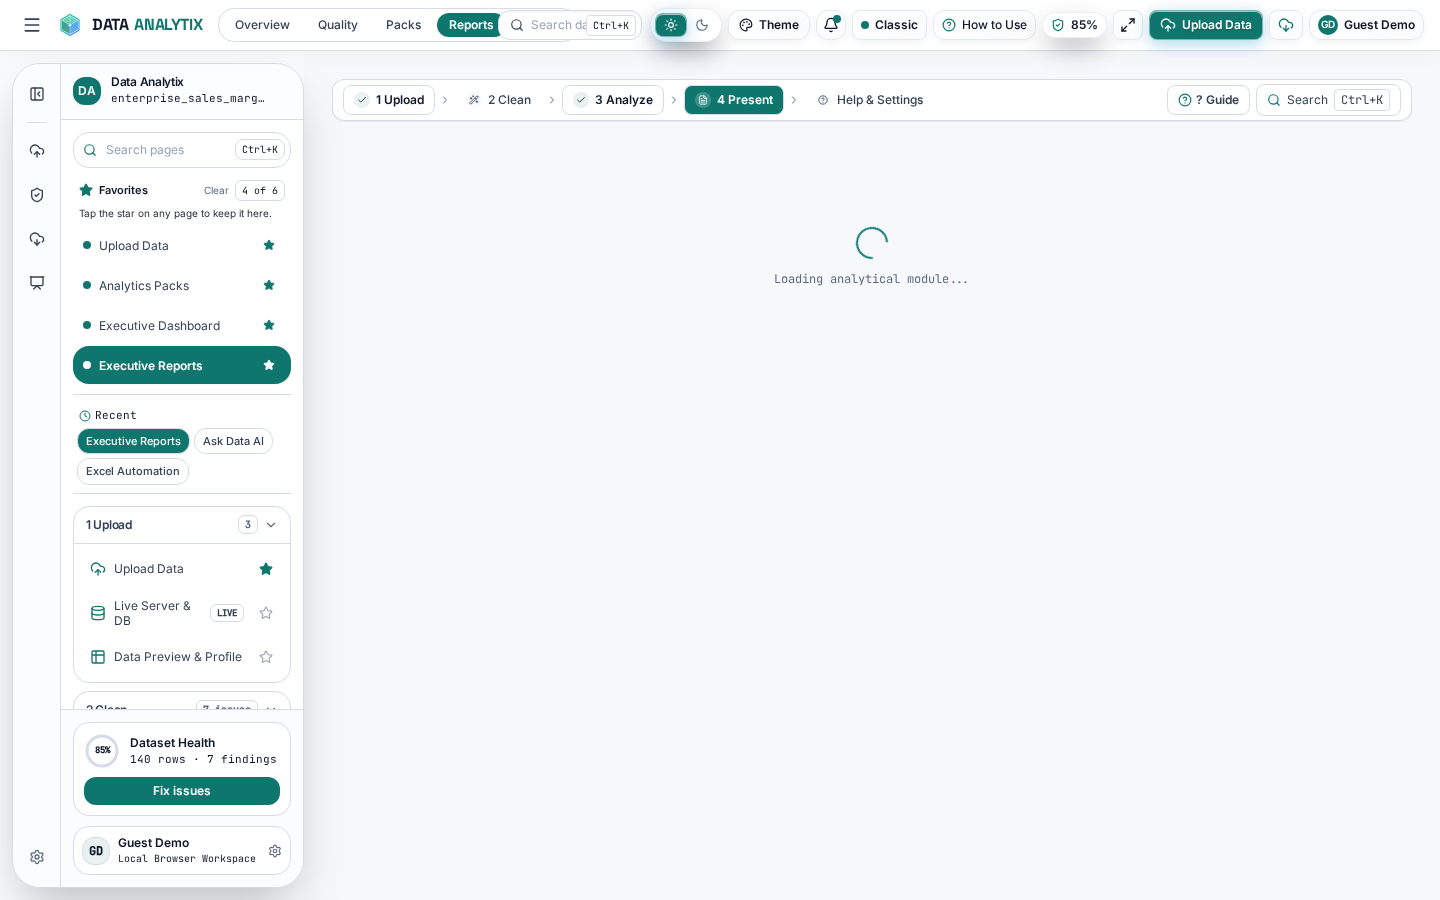 DATA ANALYTIX
Overview
Quality
Packs
Reports
Search da
Ctrl+K
Theme
Classic
How to Use
85%
Upload Data
GD
Guest Demo
DA
Data Analytix
enterprise_sales_marg…
Search pages
Ctrl+K
Favorites
Clear
4 of 6
Tap the star on any page to keep it here.
Upload Data
Analytics Packs
Executive Dashboard
Executive Reports
Recent
Executive Reports
Ask Data AI
Excel Automation
1 Upload
3
Upload Data
Live Server &
DB
LIVE
Data Preview & Profile
2 Clean
7 issues
85%
Dataset Health
140 rows · 7 findings
Fix issues
GD
Guest Demo
Local Browser Workspace
1 Upload
2 Clean
3 Analyze
4 Present
Help & Settings
? Guide
Search
Ctrl+K
Loading analytical module...